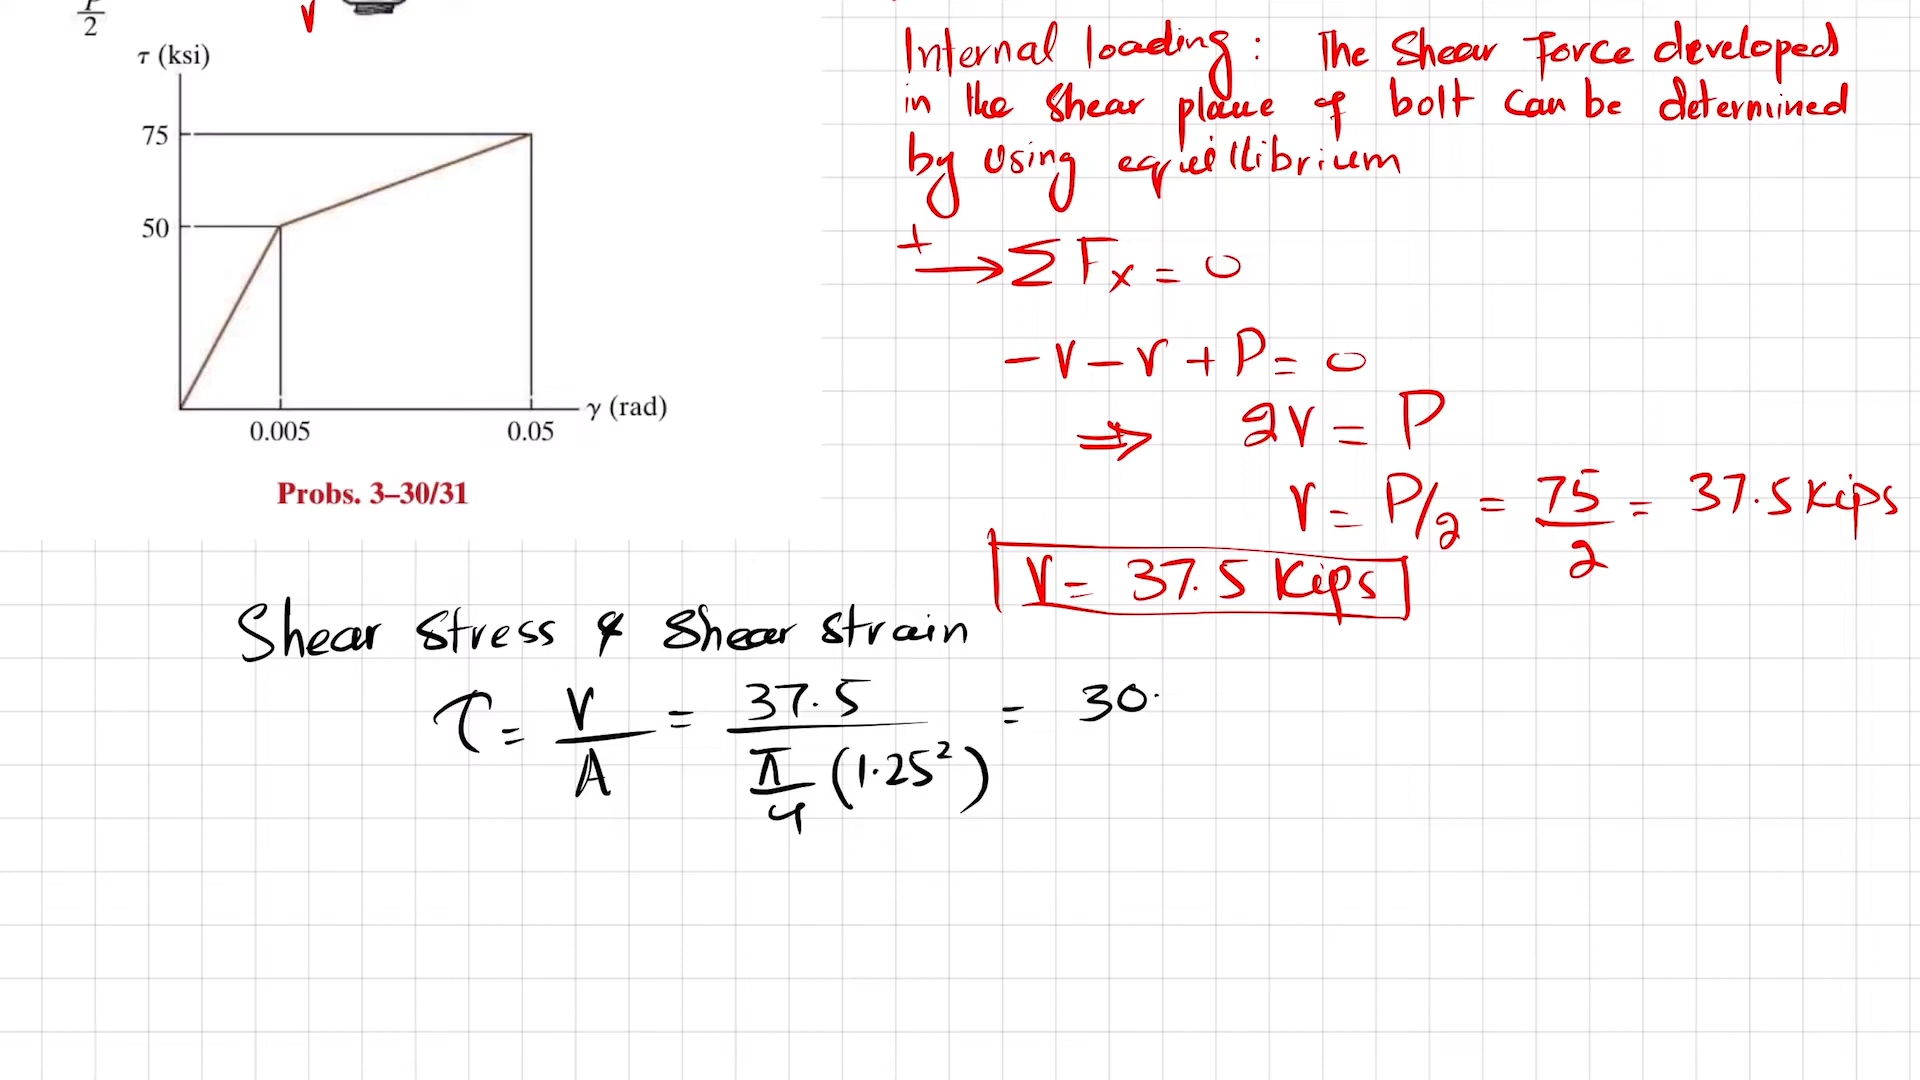 P
2
V
τ (ksi)
75
50
0.005
0.05
γ (rad)
Probs. 3–30/31
Internal loading: The Shear Force developed
in the Shear plane of bolt can be determined
by using equillibrium
+
→ Σ Fx = 0
- V - V + P = 0
⇒ 2V = P
V = P/2 = 75/2 = 37.5 Kips
V = 37.5 Kips
Shear Stress & Shear Strain
τ = V/A = 37.5 / (π/4 (1.25²)) = 30.